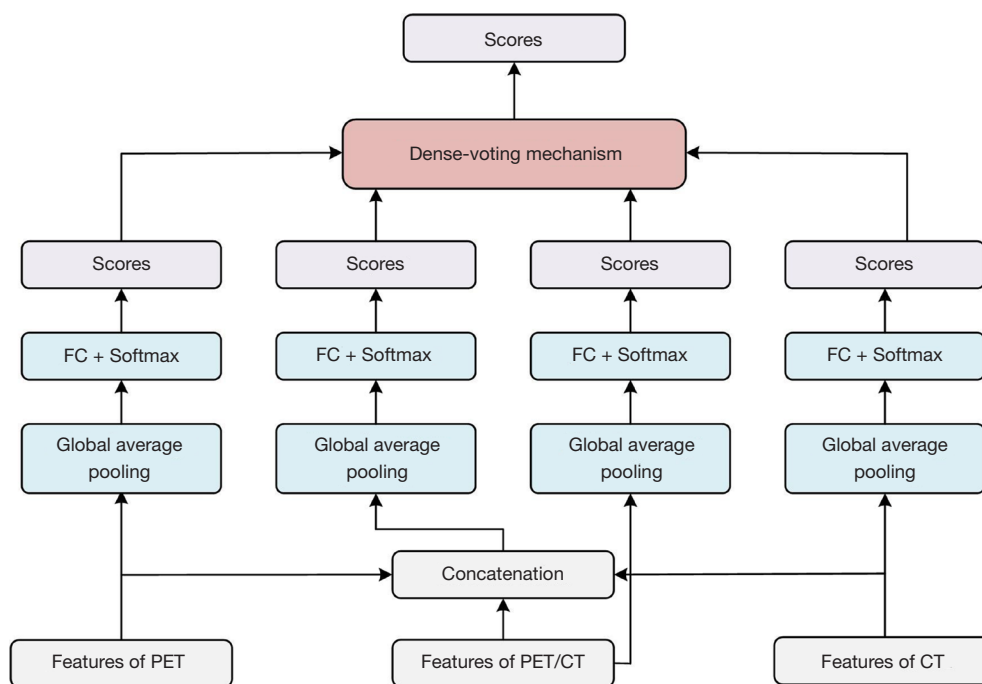 Scores
Dense-voting mechanism
Scores
Scores
Scores
Scores
FC + Softmax
FC + Softmax
FC + Softmax
FC + Softmax
Global average
pooling
Global average
pooling
Global average
pooling
Global average
pooling
Concatenation
Features of PET
Features of PET/CT
Features of CT